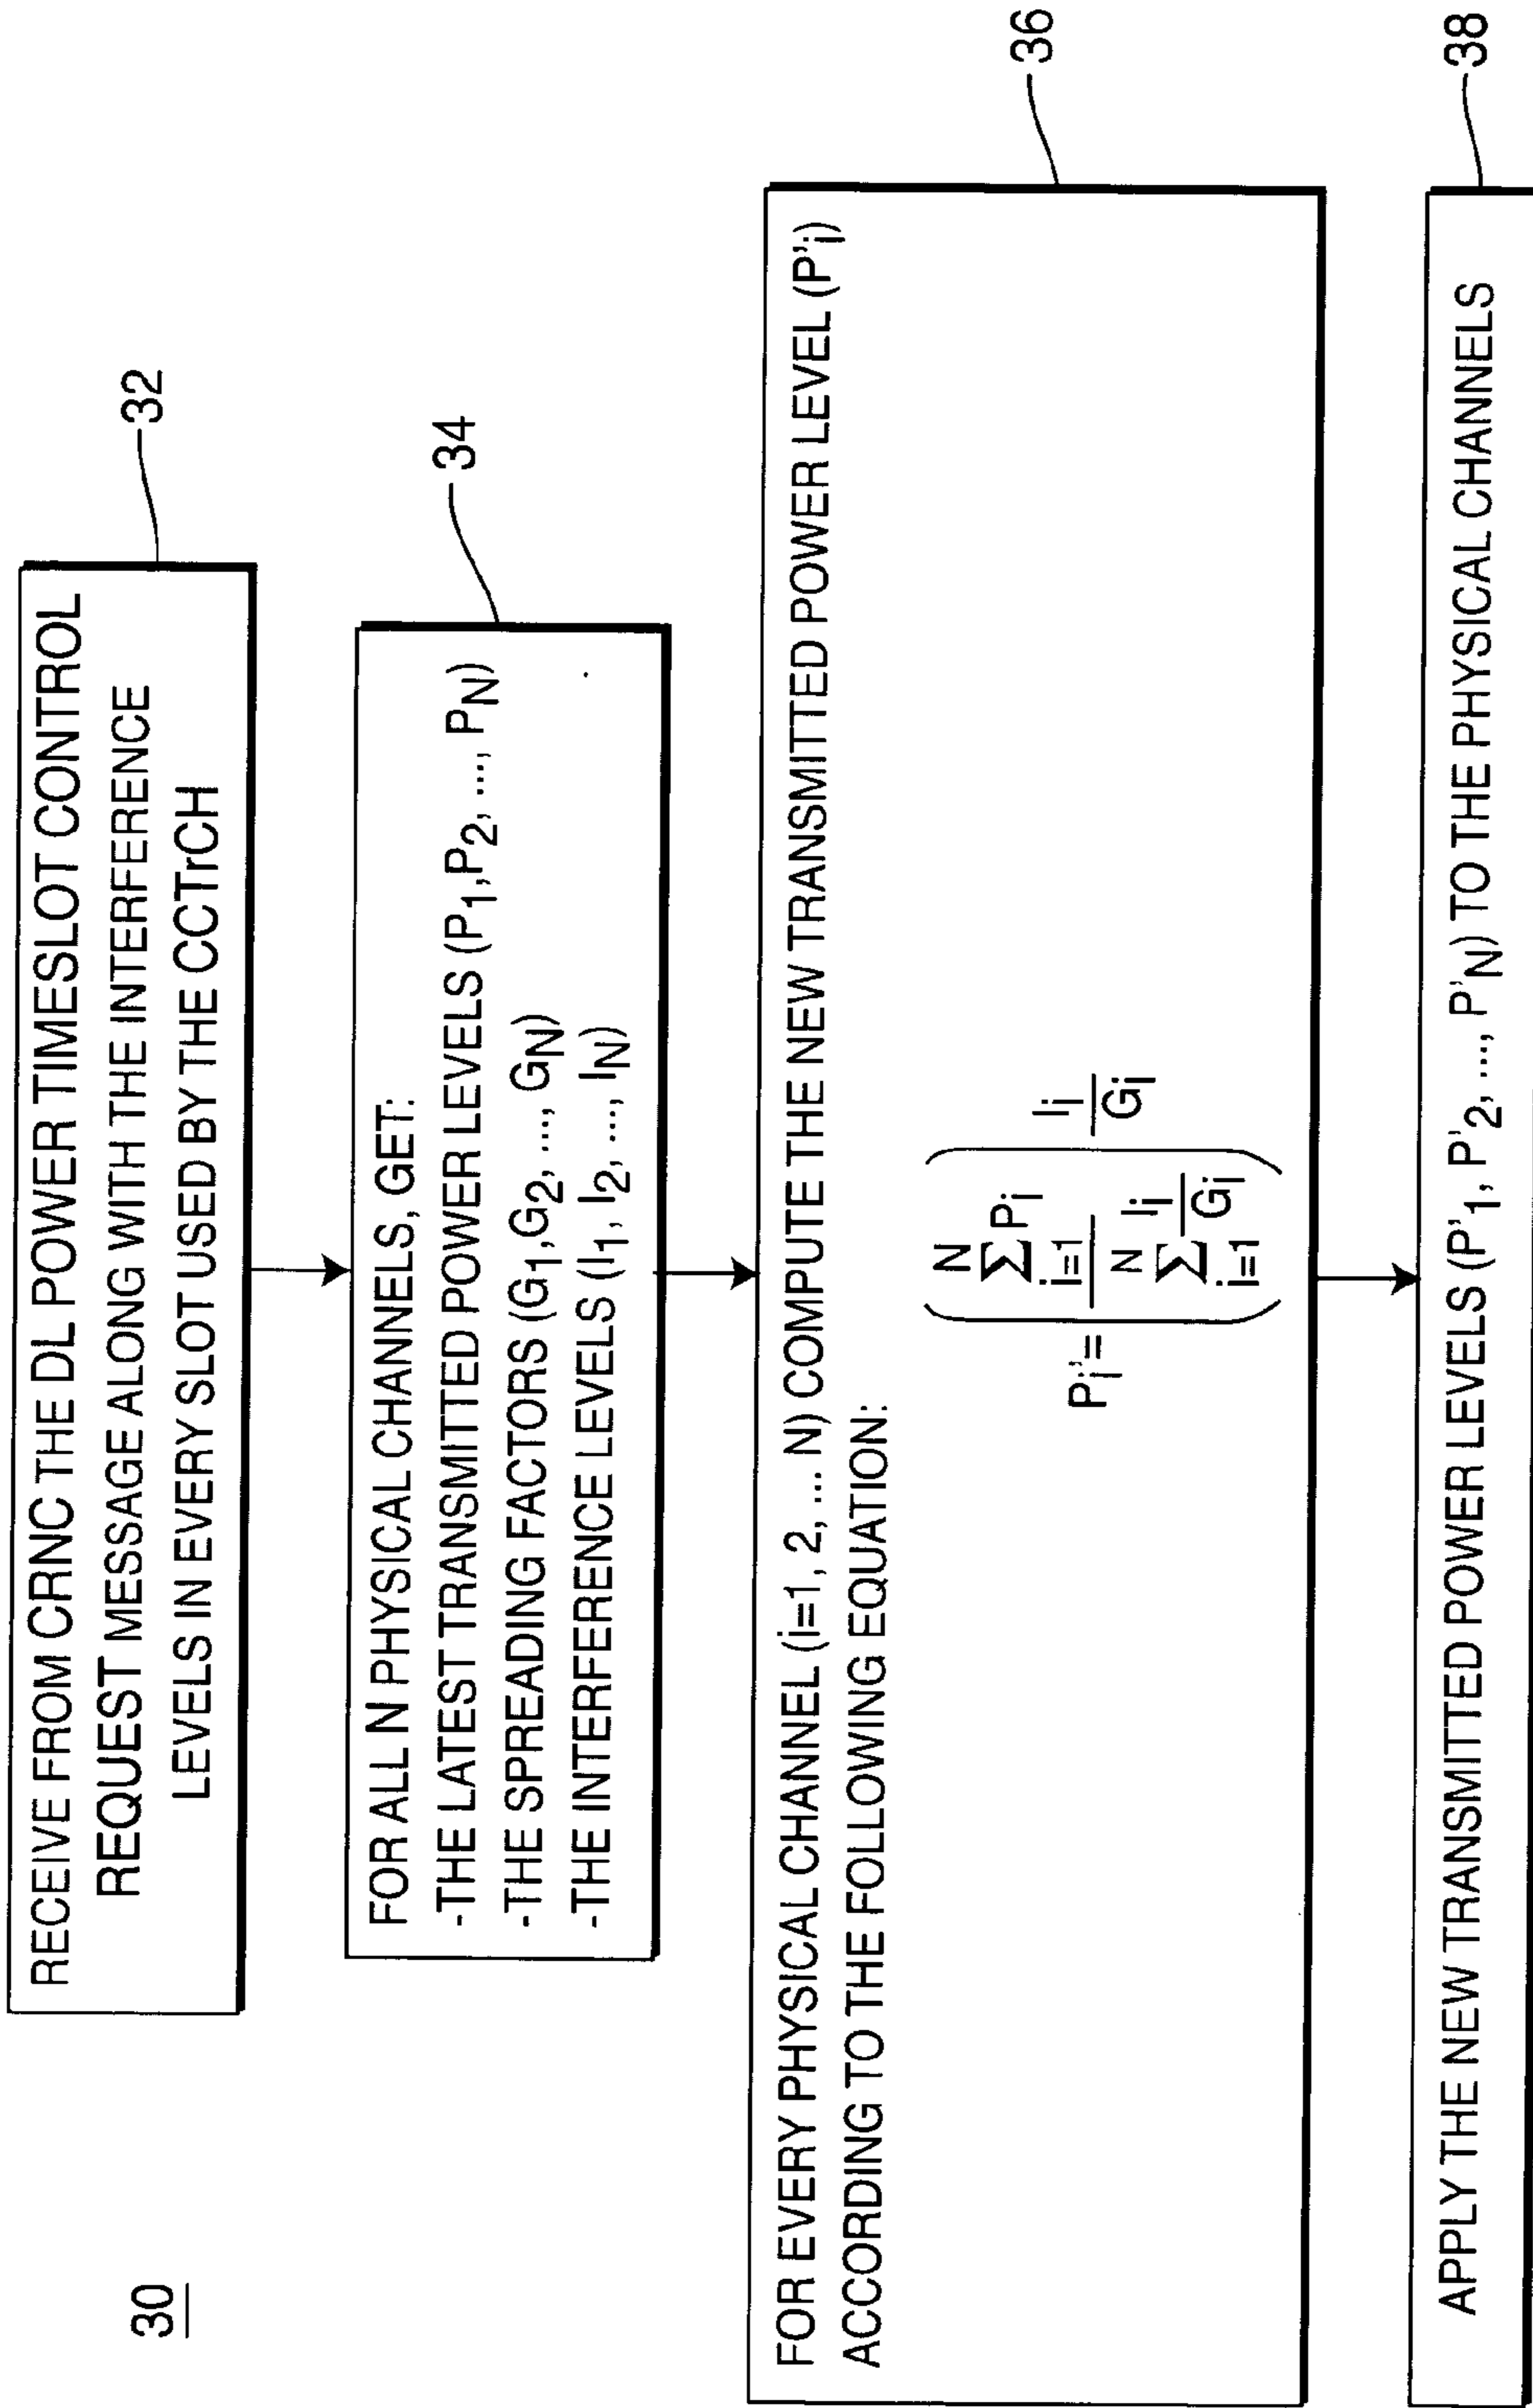 30
RECEIVE FROM CRNC THE DL POWER TIMESLOT CONTROL
REQUEST MESSAGE ALONG WITH THE INTERFERENCE
LEVELS IN EVERY SLOT USED BY THE CCTrCH
32
FOR ALL N PHYSICAL CHANNELS, GET:
-THE LATEST TRANSMITTED POWER LEVELS (P1,P2, ..., PN)
-THE SPREADING FACTORS (G1,G2, ..., GN)
-THE INTERFERENCE LEVELS (I1, I2, ..., IN)
34
FOR EVERY PHYSICAL CHANNEL (i=1, 2, ... N) COMPUTE THE NEW TRANSMITTED POWER LEVEL (P'i)
ACCORDING TO THE FOLLOWING EQUATION:
P'i= ( N ∑ i=1 Pi / N ∑ i=1 Ii/Gi ) Ii/Gi
36
APPLY THE NEW TRANSMITTED POWER LEVELS (P'1, P'2, ..., P'N) TO THE PHYSICAL CHANNELS
38